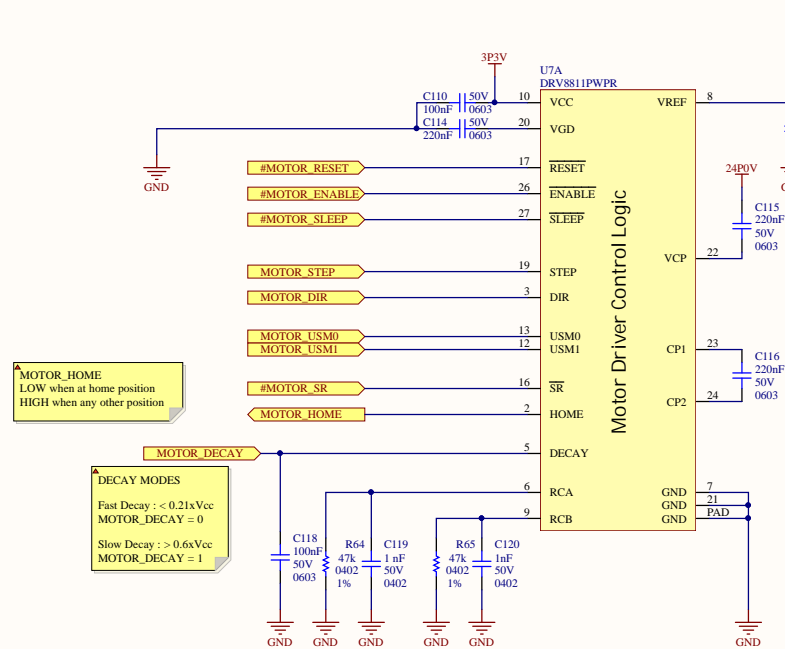 3P3V
U7A
DRV8811PWPR
C110 50V
100nF 0603
C114 50V
220nF 0603
10 VCC
20 VGD
VREF 8
GND
#MOTOR_RESET 17 RESET
#MOTOR_ENABLE 26 ENABLE
#MOTOR_SLEEP 27 SLEEP
24P0V
C115
220nF
50V
0603
VCP 22
MOTOR_STEP 19 STEP
MOTOR_DIR 3 DIR
MOTOR_USM0 13 USM0
MOTOR_USM1 12 USM1
#MOTOR_SR 16 SR
MOTOR_HOME 2 HOME
MOTOR_DECAY 5 DECAY
Motor Driver Control Logic
CP1 23
C116
220nF
50V
0603
CP2 24
MOTOR_HOME
LOW when at home position
HIGH when any other position
DECAY MODES
Fast Decay : < 0.21xVcc
MOTOR_DECAY = 0
Slow Decay : > 0.6xVcc
MOTOR_DECAY = 1
6 RCA
9 RCB
GND 7
GND 21
GND PAD
C118
100nF
50V
0603
R64
47k
0402
1%
C119
1 nF
50V
0402
R65
47k
0402
1%
C120
1nF
50V
0402
GND GND GND GND GND GND